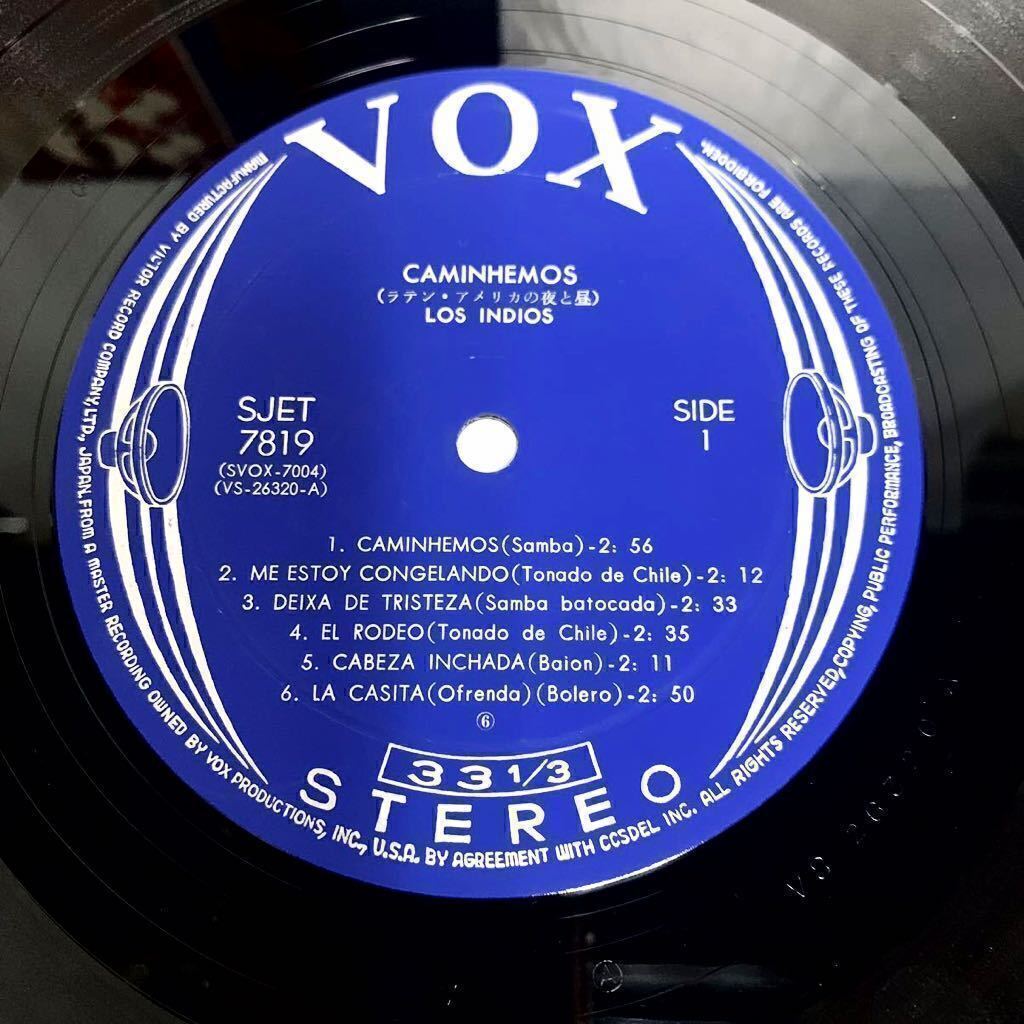 VOX
CAMINHEMOS
(ラテン・アメリカの夜と昼)
LOS INDIOS
SJET
7819
(SVOX-7004)
(VS-26320-A)
SIDE
1
1. CAMINHEMOS(Samba)-2: 56
2. ME ESTOY CONGELANDO(Tonado de Chile)-2: 12
3. DEIXA DE TRISTEZA(Samba batocada)-2: 33
4. EL RODEO(Tonado de Chile)-2: 35
5. CABEZA INCHADA(Baion)-2: 11
6. LA CASITA(Ofrenda)(Bolero)-2: 50
⑥
33 1/3
STEREO
MANUFACTURED BY VICTOR RECORD COMPANY, LTD., JAPAN, FROM A MASTER RECORDING OWNED BY VOX PRODUCTIONS, INC., U.S.A. BY AGREEMENT WITH CCSDEL INC. ALL RIGHTS RESERVED, COPYING, PUBLIC PERFORMANCE, BROADCASTING OF THESE RECORDS ARE FORBIDDEN.